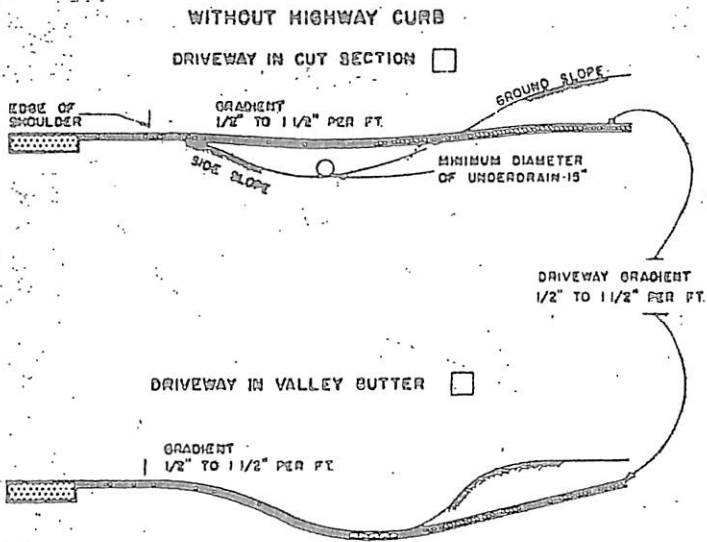 WITHOUT HIGHWAY CURB
DRIVEWAY IN CUT SECTION
GROUND SLOPE
EDGE OF
SHOULDER
GRADIENT
1/2" TO 1 1/2" PER FT.
SIDE SLOPE
MINIMUM DIAMETER
OF UNDERDRAIN-15"
DRIVEWAY GRADIENT
1/2" TO 1 1/2" PER FT.
DRIVEWAY IN VALLEY BUTTER
GRADIENT
1/2" TO 1 1/2" PER FT